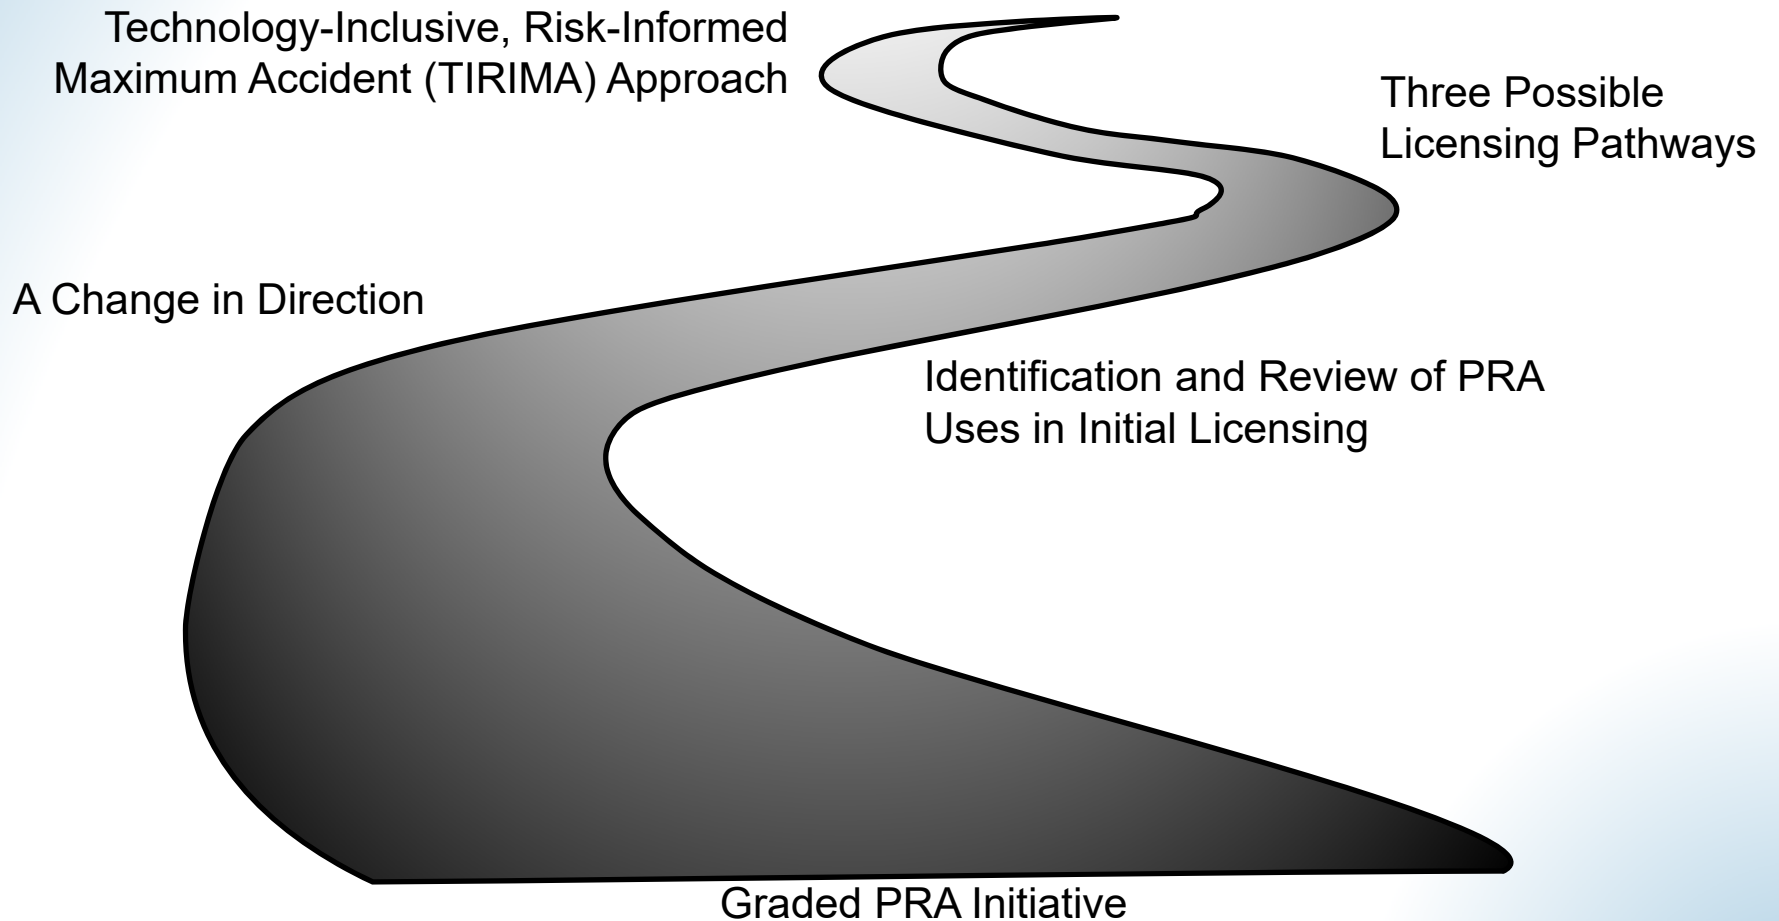 Technology-Inclusive, Risk-Informed
Maximum Accident (TIRIMA) Approach
Three Possible
Licensing Pathways
A Change in Direction
Identification and Review of PRA
Uses in Initial Licensing
Graded PRA Initiative